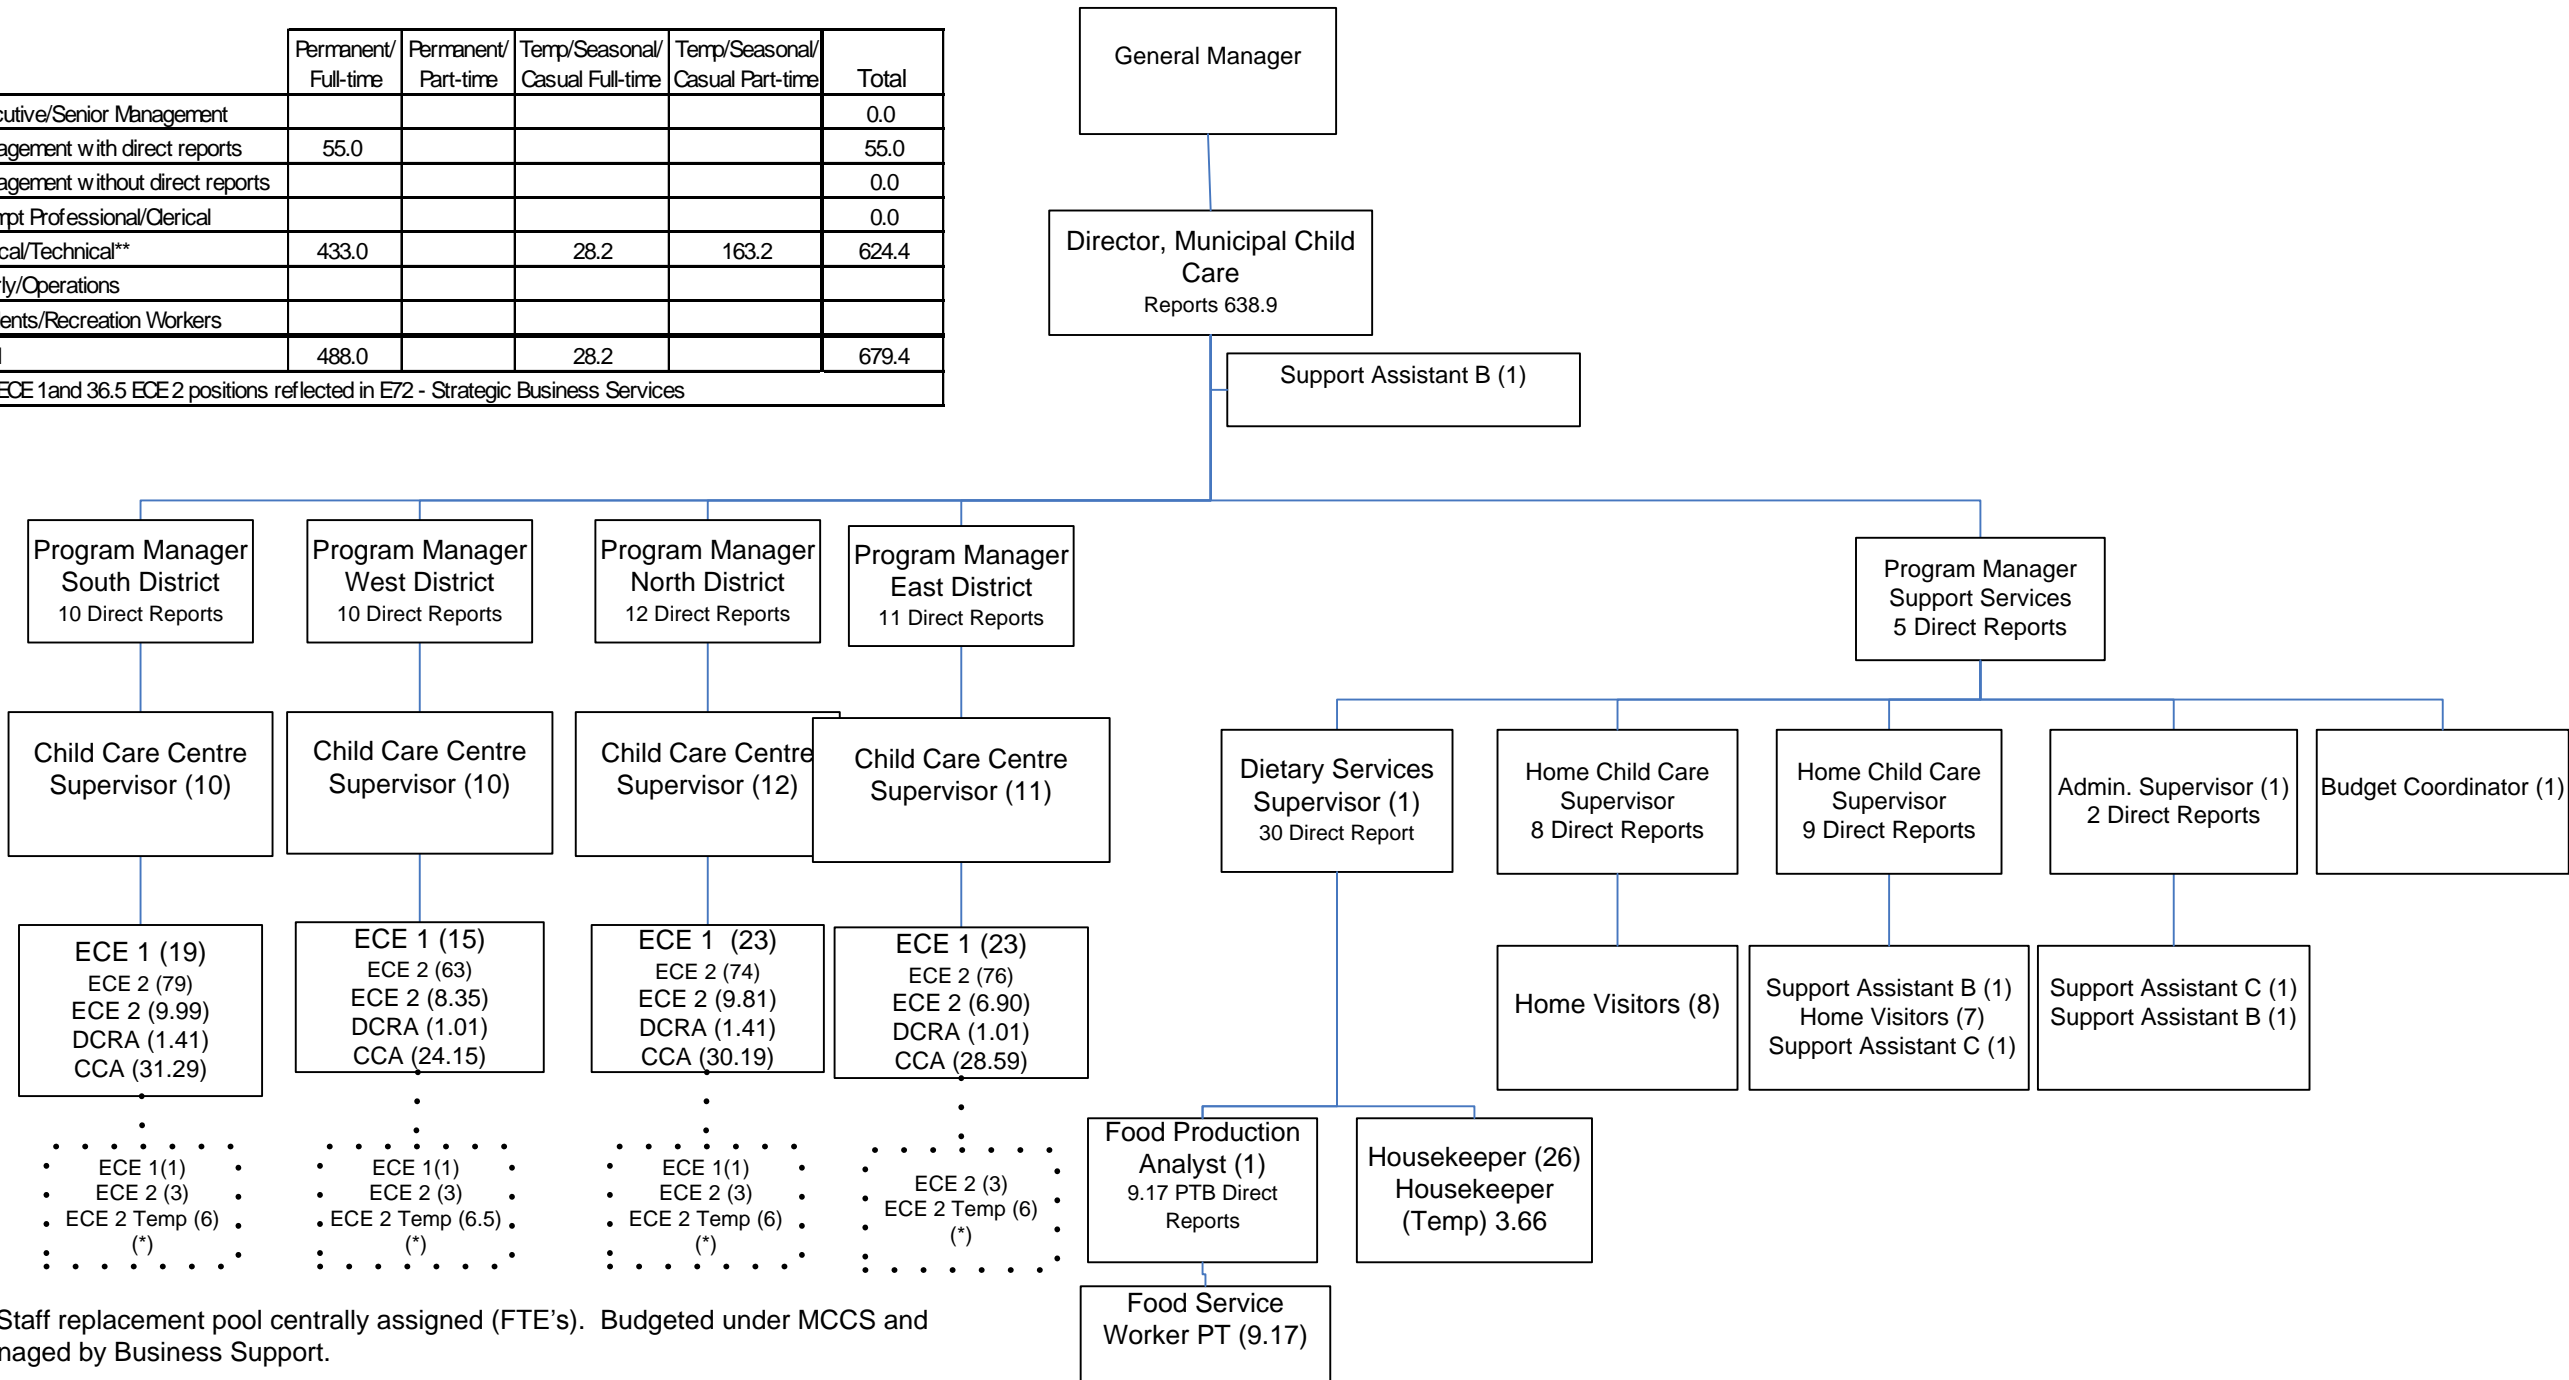 Permanent/ Permanent/ Temp/Seasonal/ Temp/Seasonal/
Full-time Part-time Casual Full-time Casual Part-time Total
cutive/Senior Management 0.0
agement with direct reports 55.0 55.0
agement without direct reports 0.0
mpt Professional/Clerical 0.0
ical/Technical** 433.0 28.2 163.2 624.4
rly/Operations
ents/Recreation Workers
488.0 28.2 679.4
ECE 1and 36.5 ECE 2 positions reflected in E72 - Strategic Business Services
General Manager
Director, Municipal Child
Care
Reports 638.9
Support Assistant B (1)
Program Manager
South District
10 Direct Reports
Program Manager
West District
10 Direct Reports
Program Manager
North District
12 Direct Reports
Program Manager
East District
11 Direct Reports
Program Manager
Support Services
5 Direct Reports
Child Care Centre
Supervisor (10)
Child Care Centre
Supervisor (10)
Child Care Centre
Supervisor (12)
Child Care Centre
Supervisor (11)
Dietary Services
Supervisor (1)
30 Direct Report
Home Child Care
Supervisor
8 Direct Reports
Home Child Care
Supervisor
9 Direct Reports
Admin. Supervisor (1)
2 Direct Reports
Budget Coordinator (1)
ECE 1 (19)
ECE 2 (79)
ECE 2 (9.99)
DCRA (1.41)
CCA (31.29)
ECE 1 (15)
ECE 2 (63)
ECE 2 (8.35)
DCRA (1.01)
CCA (24.15)
ECE 1 (23)
ECE 2 (74)
ECE 2 (9.81)
DCRA (1.41)
CCA (30.19)
ECE 1 (23)
ECE 2 (76)
ECE 2 (6.90)
DCRA (1.01)
CCA (28.59)
Home Visitors (8)
Support Assistant B (1)
Home Visitors (7)
Support Assistant C (1)
Support Assistant C (1)
Support Assistant B (1)
ECE 1(1)
ECE 2 (3)
ECE 2 Temp (6)
(*)
ECE 1(1)
ECE 2 (3)
ECE 2 Temp (6.5)
(*)
ECE 1(1)
ECE 2 (3)
ECE 2 Temp (6)
(*)
ECE 2 (3)
ECE 2 Temp (6)
(*)
Food Production
Analyst (1)
9.17 PTB Direct
Reports
Housekeeper (26)
Housekeeper
(Temp) 3.66
Food Service
Worker PT (9.17)
Staff replacement pool centrally assigned (FTE's). Budgeted under MCCS and
naged by Business Support.